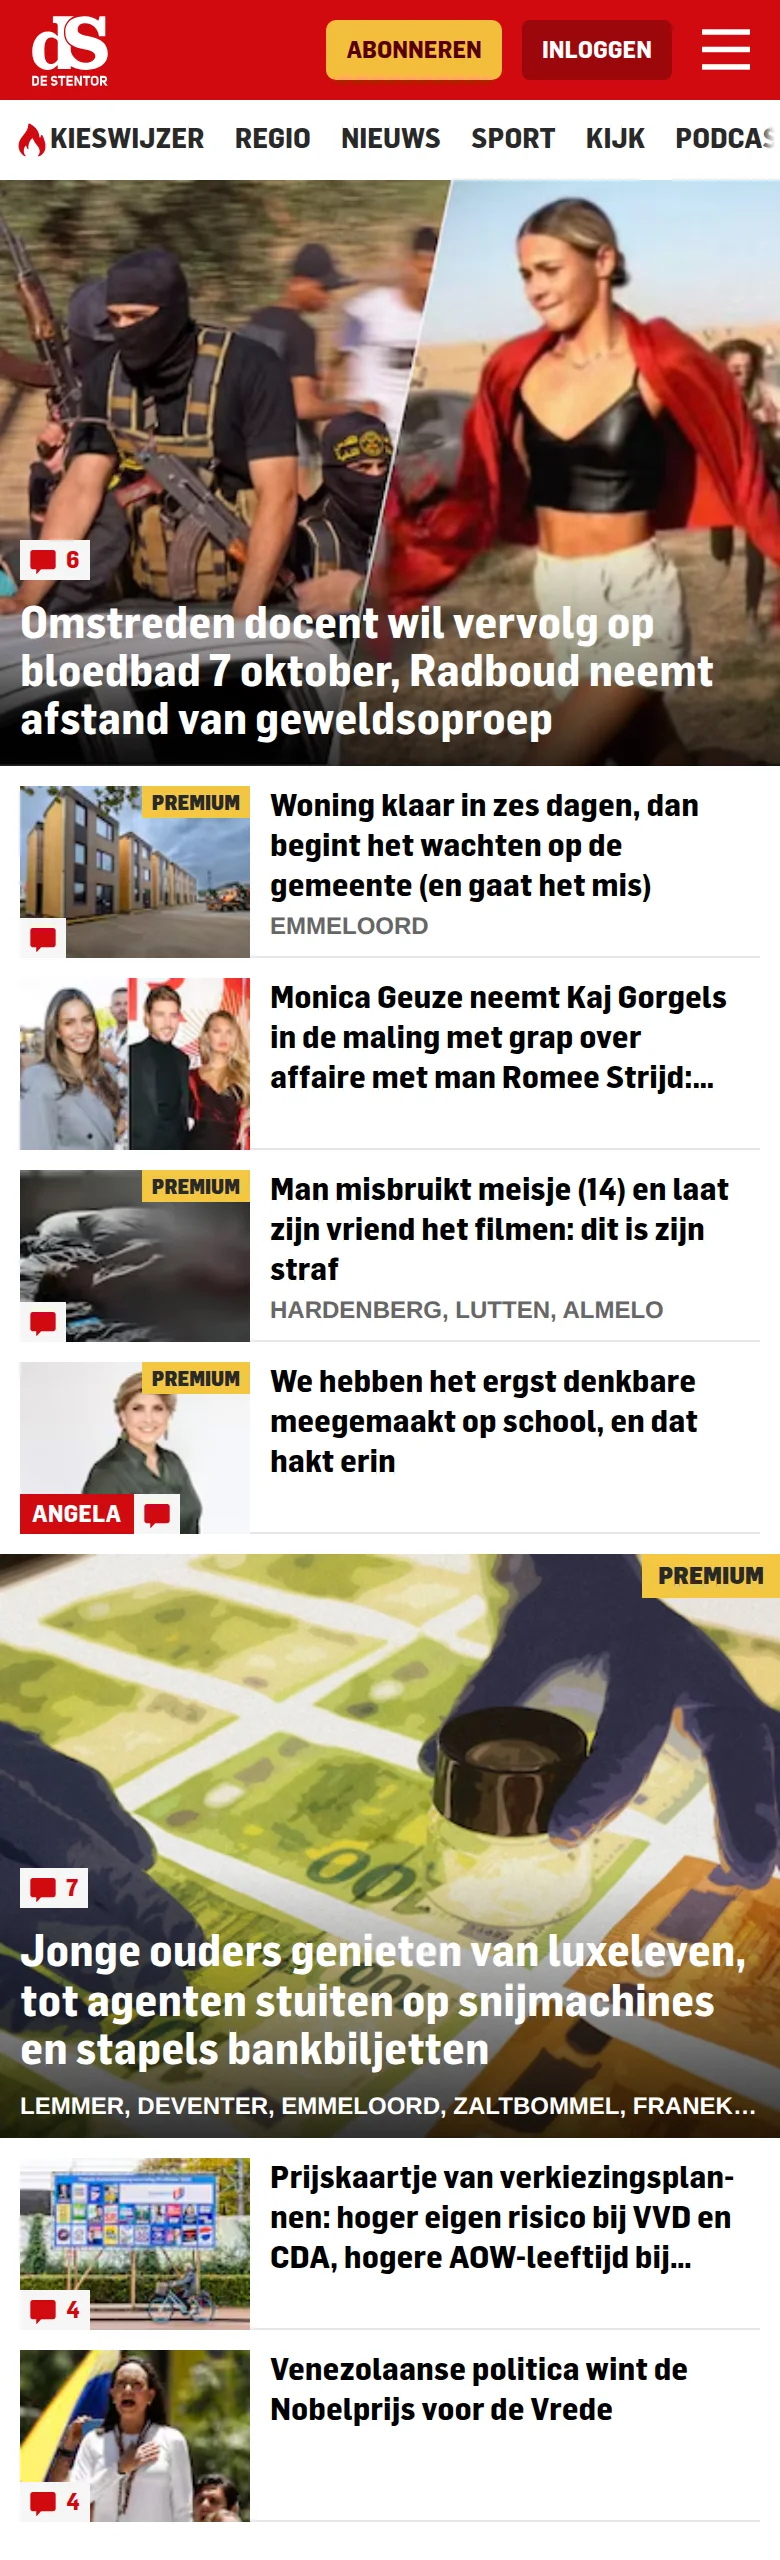 dS
DE STENTOR
ABONNEREN
INLOGGEN
KIESWIJZER REGIO NIEUWS SPORT KIJK PODCAS
6
Omstreden docent wil vervolg op
bloedbad 7 oktober, Radboud neemt
afstand van geweldsoproep
PREMIUM
Woning klaar in zes dagen, dan
begint het wachten op de
gemeente (en gaat het mis)
EMMELOORD
Monica Geuze neemt Kaj Gorgels
in de maling met grap over
affaire met man Romee Strijd:...
PREMIUM
Man misbruikt meisje (14) en laat
zijn vriend het filmen: dit is zijn
straf
HARDENBERG, LUTTEN, ALMELO
PREMIUM
ANGELA
We hebben het ergst denkbare
meegemaakt op school, en dat
hakt erin
PREMIUM
100
100
7
Jonge ouders genieten van luxeleven,
tot agenten stuiten op snijmachines
en stapels bankbiljetten
LEMMER, DEVENTER, EMMELOORD, ZALTBOMMEL, FRANEK...
4
Prijskaartje van verkiezingsplan-
nen: hoger eigen risico bij VVD en
CDA, hogere AOW-leeftijd bij...
4
Venezolaanse politica wint de
Nobelprijs voor de Vrede